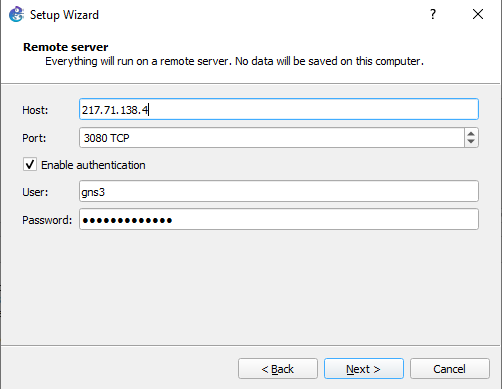 Setup Wizard
Remote server
Everything will run on a remote server. No data will be saved on this computer.
Host: 217.71.138.4
Port: 3080 TCP
Enable authentication
User: gns3
Password: •••••••••••••
< Back Next > Cancel